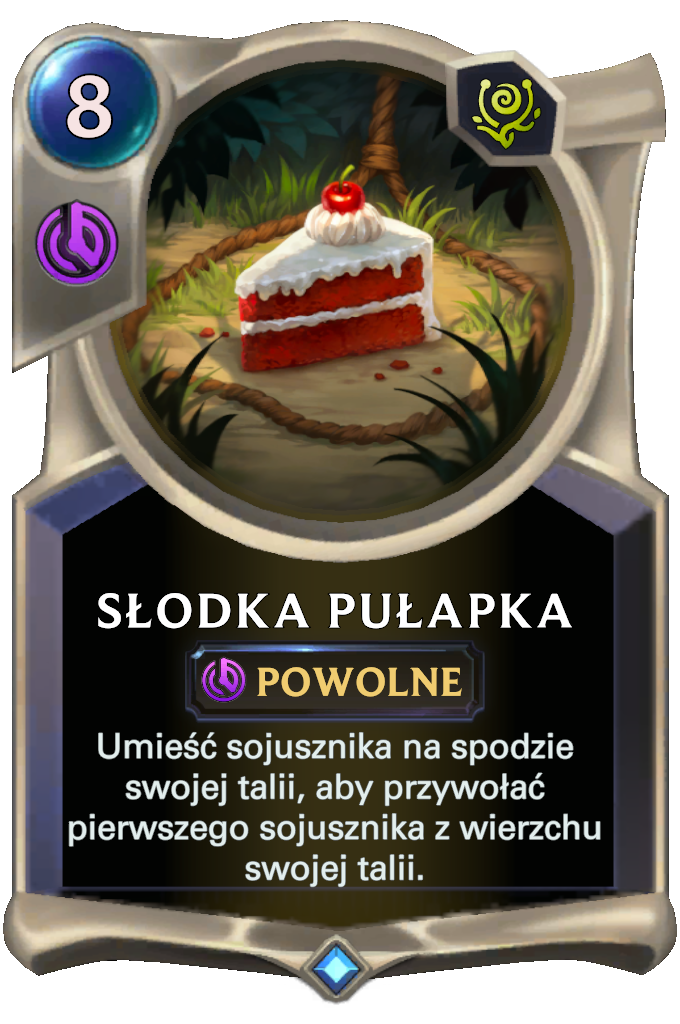 8
SŁODKA PUŁAPKA
POWOLNE
Umieść sojusznika na spodzie
swojej talii, aby przywołać
pierwszego sojusznika z wierzchu
swojej talii.